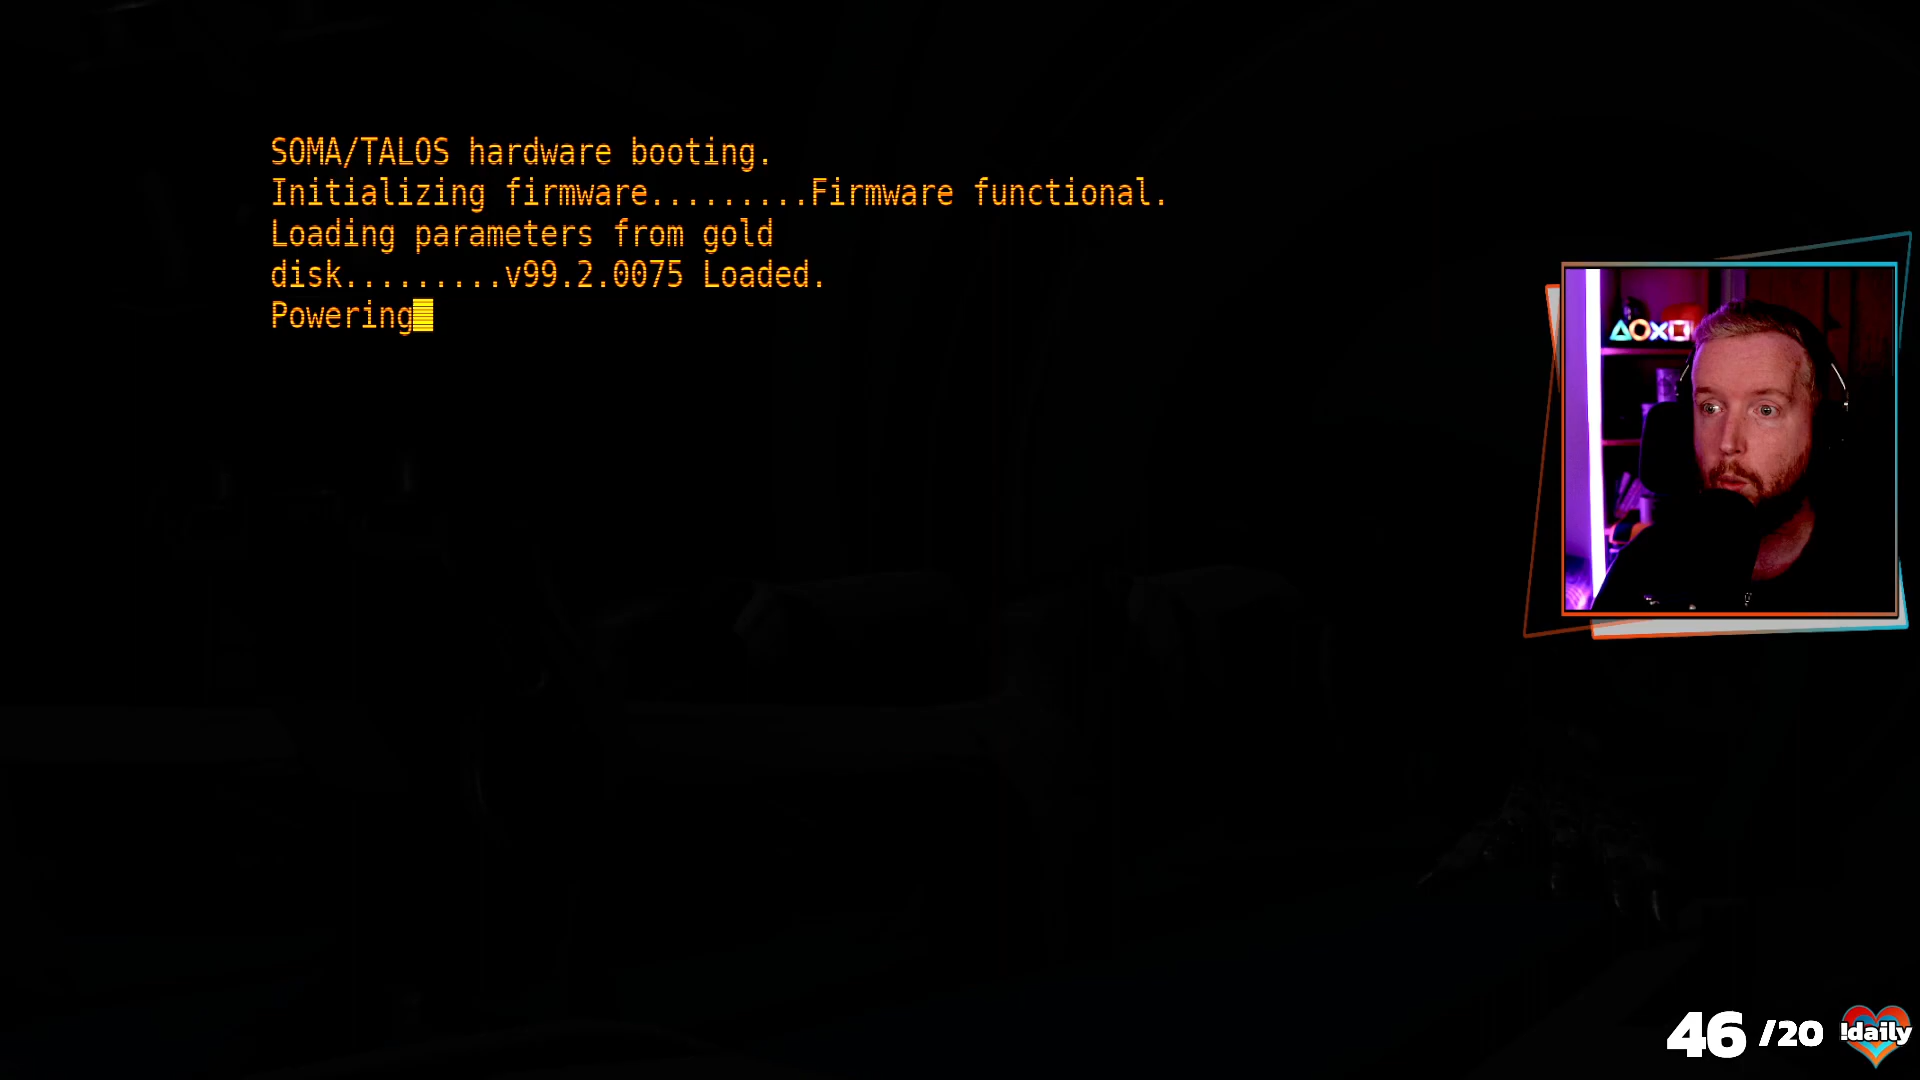 SOMA/TALOS hardware booting.
Initializing firmware.........Firmware functional.
Loading parameters from gold
disk.........v99.2.0075 Loaded.
Powering
46 /20 !daily